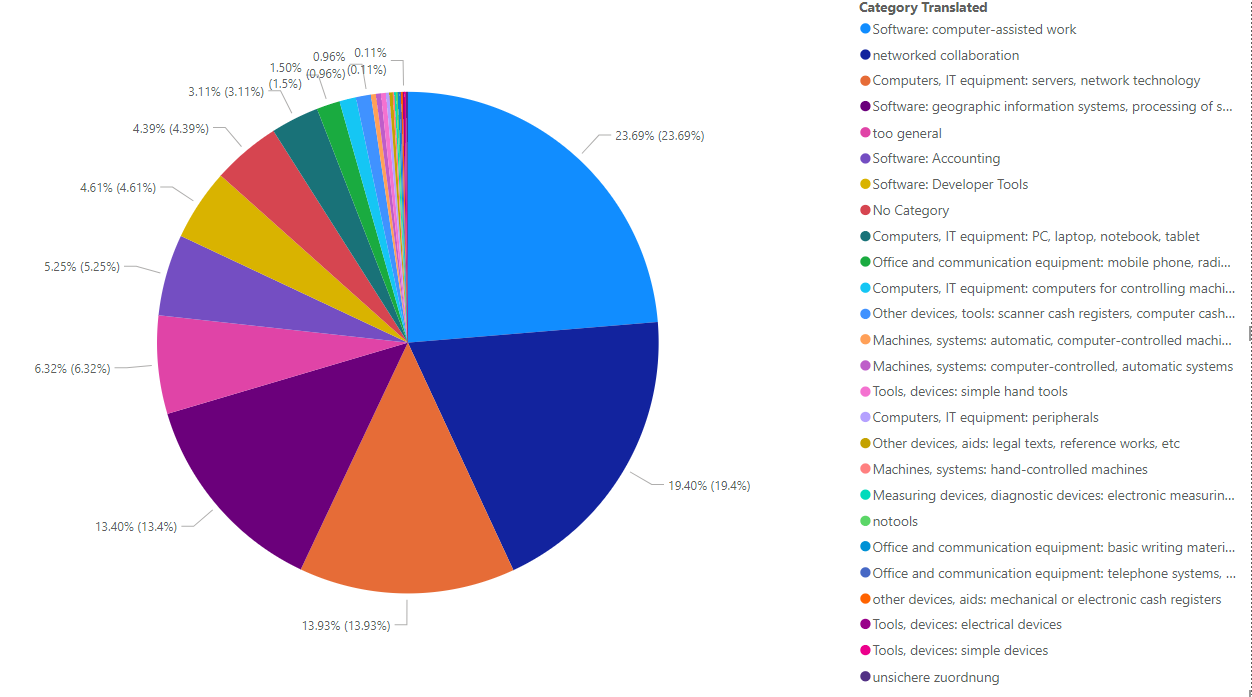 0.11%
0.96%
(0.11%)
1.50%
(0.96%)
(1.5%)
3.11% (3.11%)
4.39% (4.39%)
23.69% (23.69%)
4.61% (4.61%)
5.25% (5.25%)
6.32% (6.32%)
19.40% (19.4%)
13.40% (13.4%)
13.93% (13.93%)
Category Translated
Software: computer-assisted work
networked collaboration
Computers, IT equipment: servers, network technology
Software: geographic information systems, processing of s...
too general
Software: Accounting
Software: Developer Tools
No Category
Computers, IT equipment: PC, laptop, notebook, tablet
Office and communication equipment: mobile phone, radi...
Computers, IT equipment: computers for controlling machi...
Other devices, tools: scanner cash registers, computer cash...
Machines, systems: automatic, computer-controlled machi...
Machines, systems: computer-controlled, automatic systems
Tools, devices: simple hand tools
Computers, IT equipment: peripherals
Other devices, aids: legal texts, reference works, etc
Machines, systems: hand-controlled machines
Measuring devices, diagnostic devices: electronic measurin...
notools
Office and communication equipment: basic writing materi...
Office and communication equipment: telephone systems, ...
other devices, aids: mechanical or electronic cash registers
Tools, devices: electrical devices
Tools, devices: simple devices
unsichere zuordnung